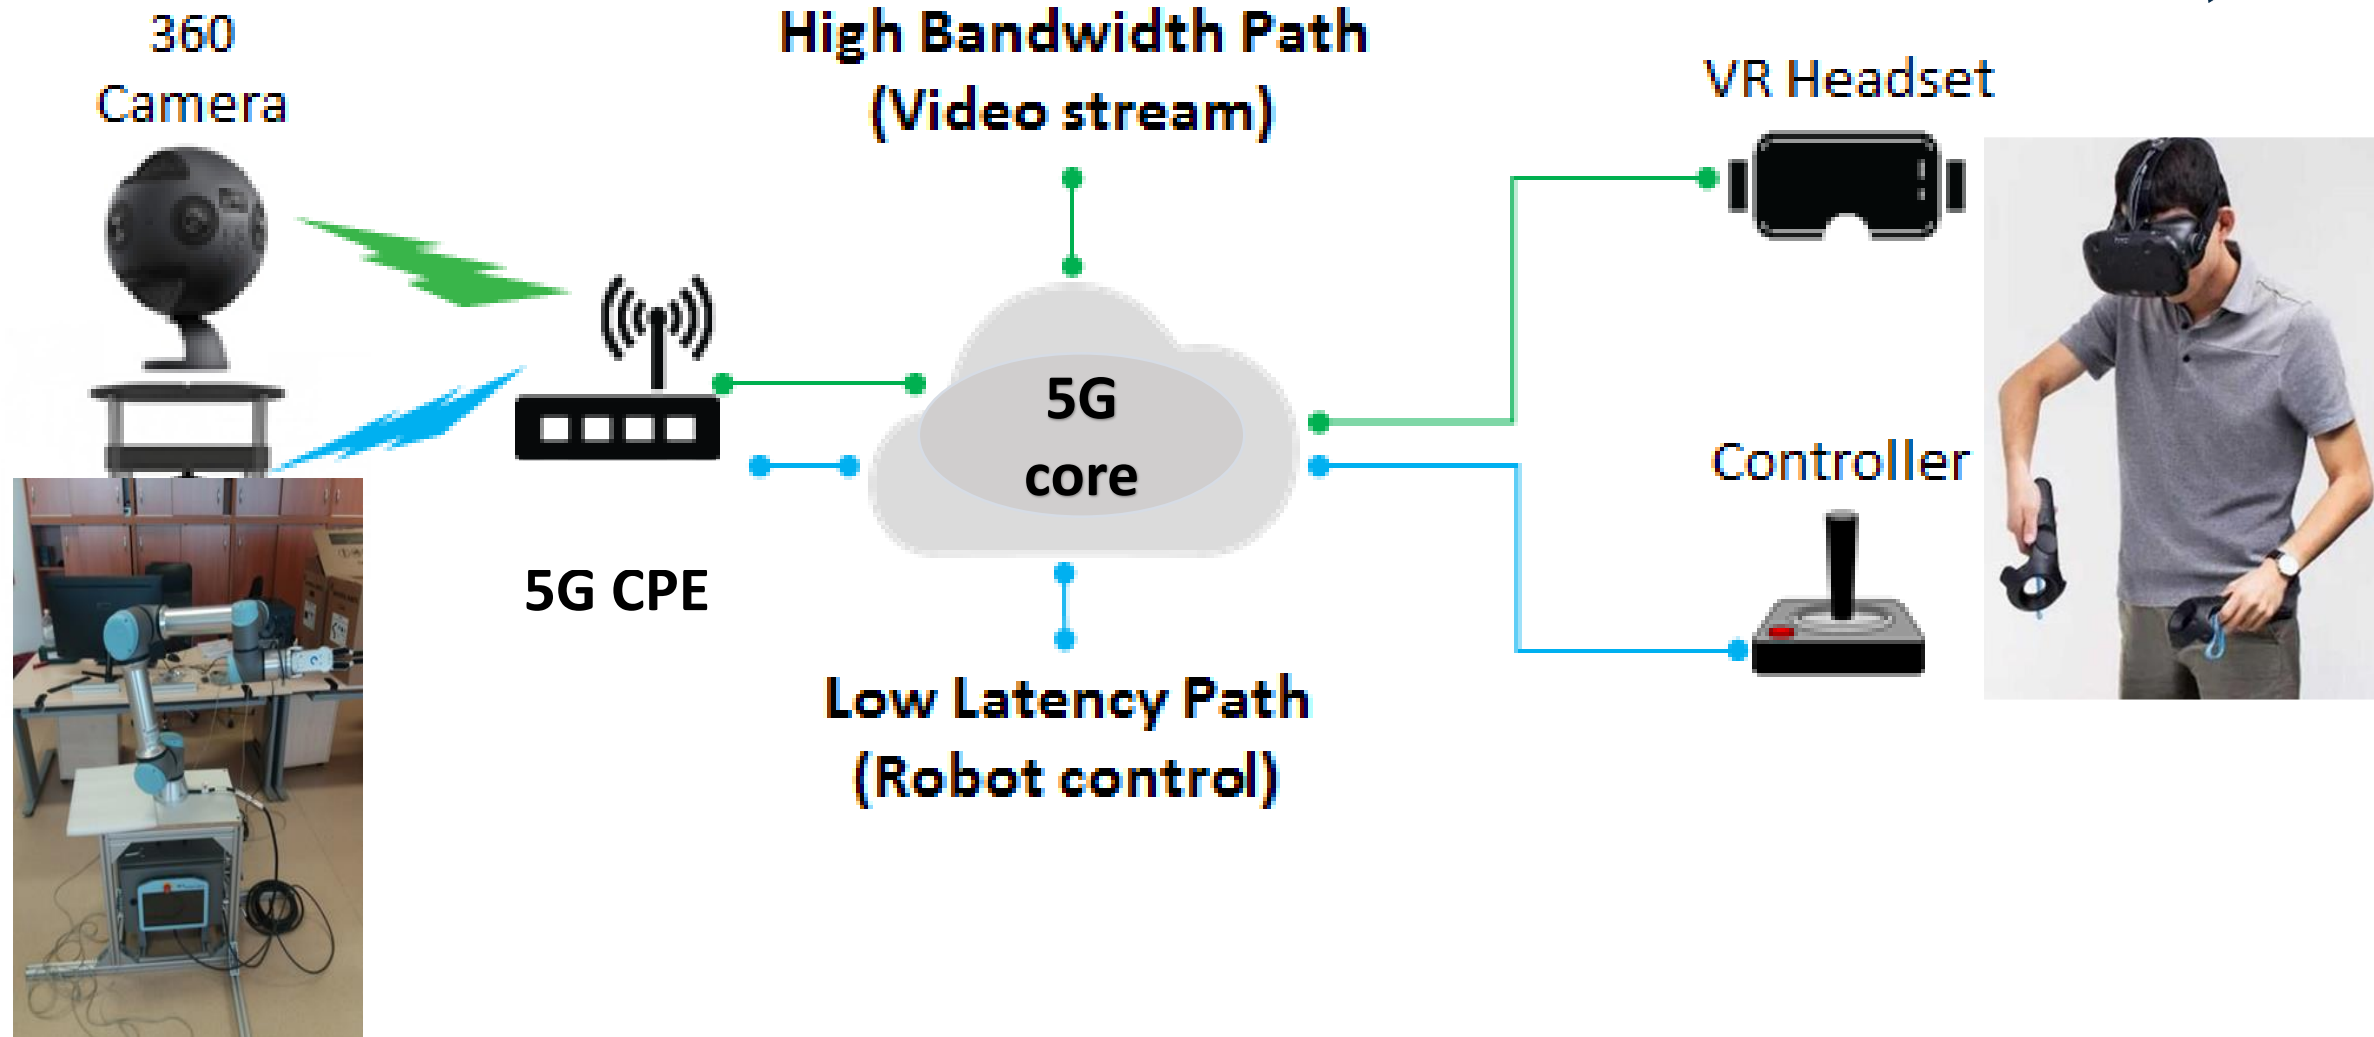 360
Camera
High Bandwidth Path
(Video stream)
VR Headset
5G
core
Controller
5G CPE
Low Latency Path
(Robot control)